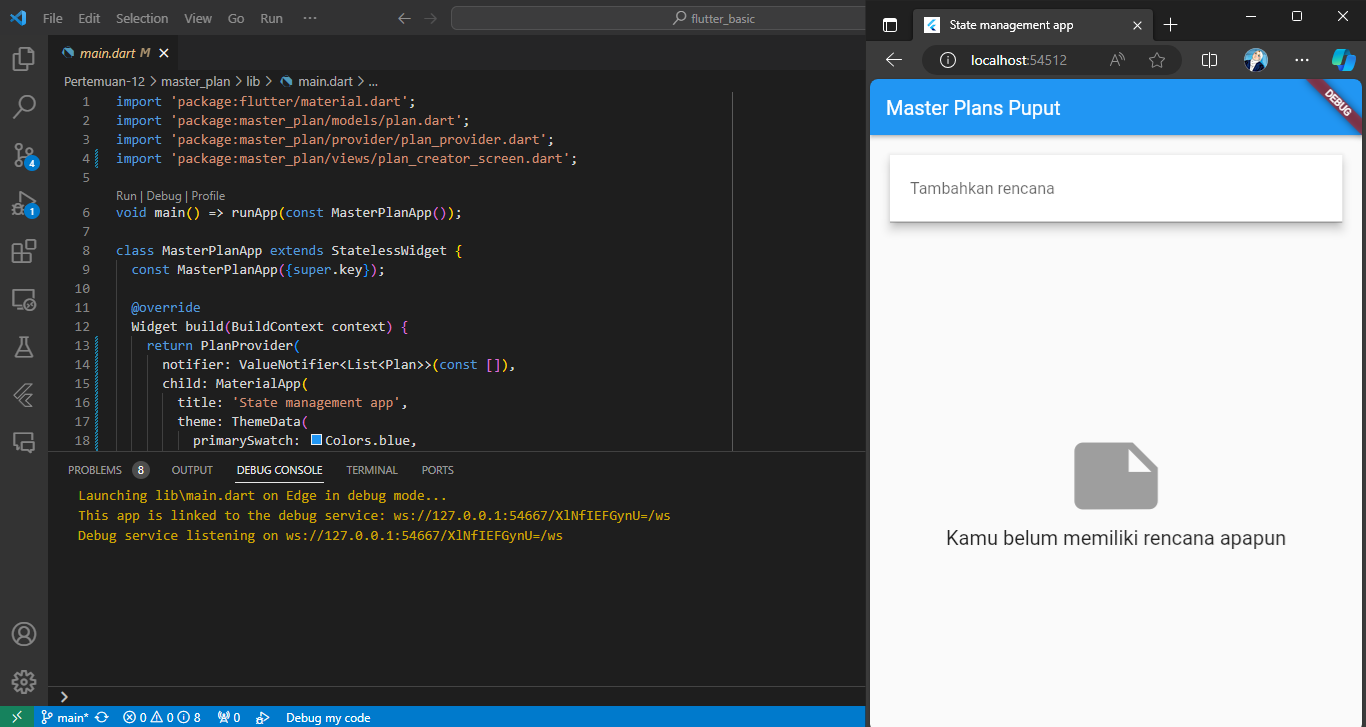 File Edit Selection View Go Run ...
flutter_basic
main.dart M
Pertemuan-12 > master_plan > lib > main.dart > ...
1 import 'package:flutter/material.dart';
2 import 'package:master_plan/models/plan.dart';
3 import 'package:master_plan/provider/plan_provider.dart';
4 import 'package:master_plan/views/plan_creator_screen.dart';
5
Run | Debug | Profile
6 void main() => runApp(const MasterPlanApp());
7
8 class MasterPlanApp extends StatelessWidget {
9 const MasterPlanApp({super.key});
10
11 @override
12 Widget build(BuildContext context) {
13 return PlanProvider(
14 notifier: ValueNotifier<List<Plan>>(const []),
15 child: MaterialApp(
16 title: 'State management app',
17 theme: ThemeData(
18 primarySwatch: Colors.blue,
4
1
PROBLEMS 8 OUTPUT DEBUG CONSOLE TERMINAL PORTS
Launching lib\main.dart on Edge in debug mode...
This app is linked to the debug service: ws://127.0.0.1:54667/XlNfIEFGynU=/ws
Debug service listening on ws://127.0.0.1:54667/XlNfIEFGynU=/ws
main* 0 0 8 0 Debug my code
State management app
localhost:54512
Master Plans Puput
DEBUG
Tambahkan rencana
Kamu belum memiliki rencana apapun